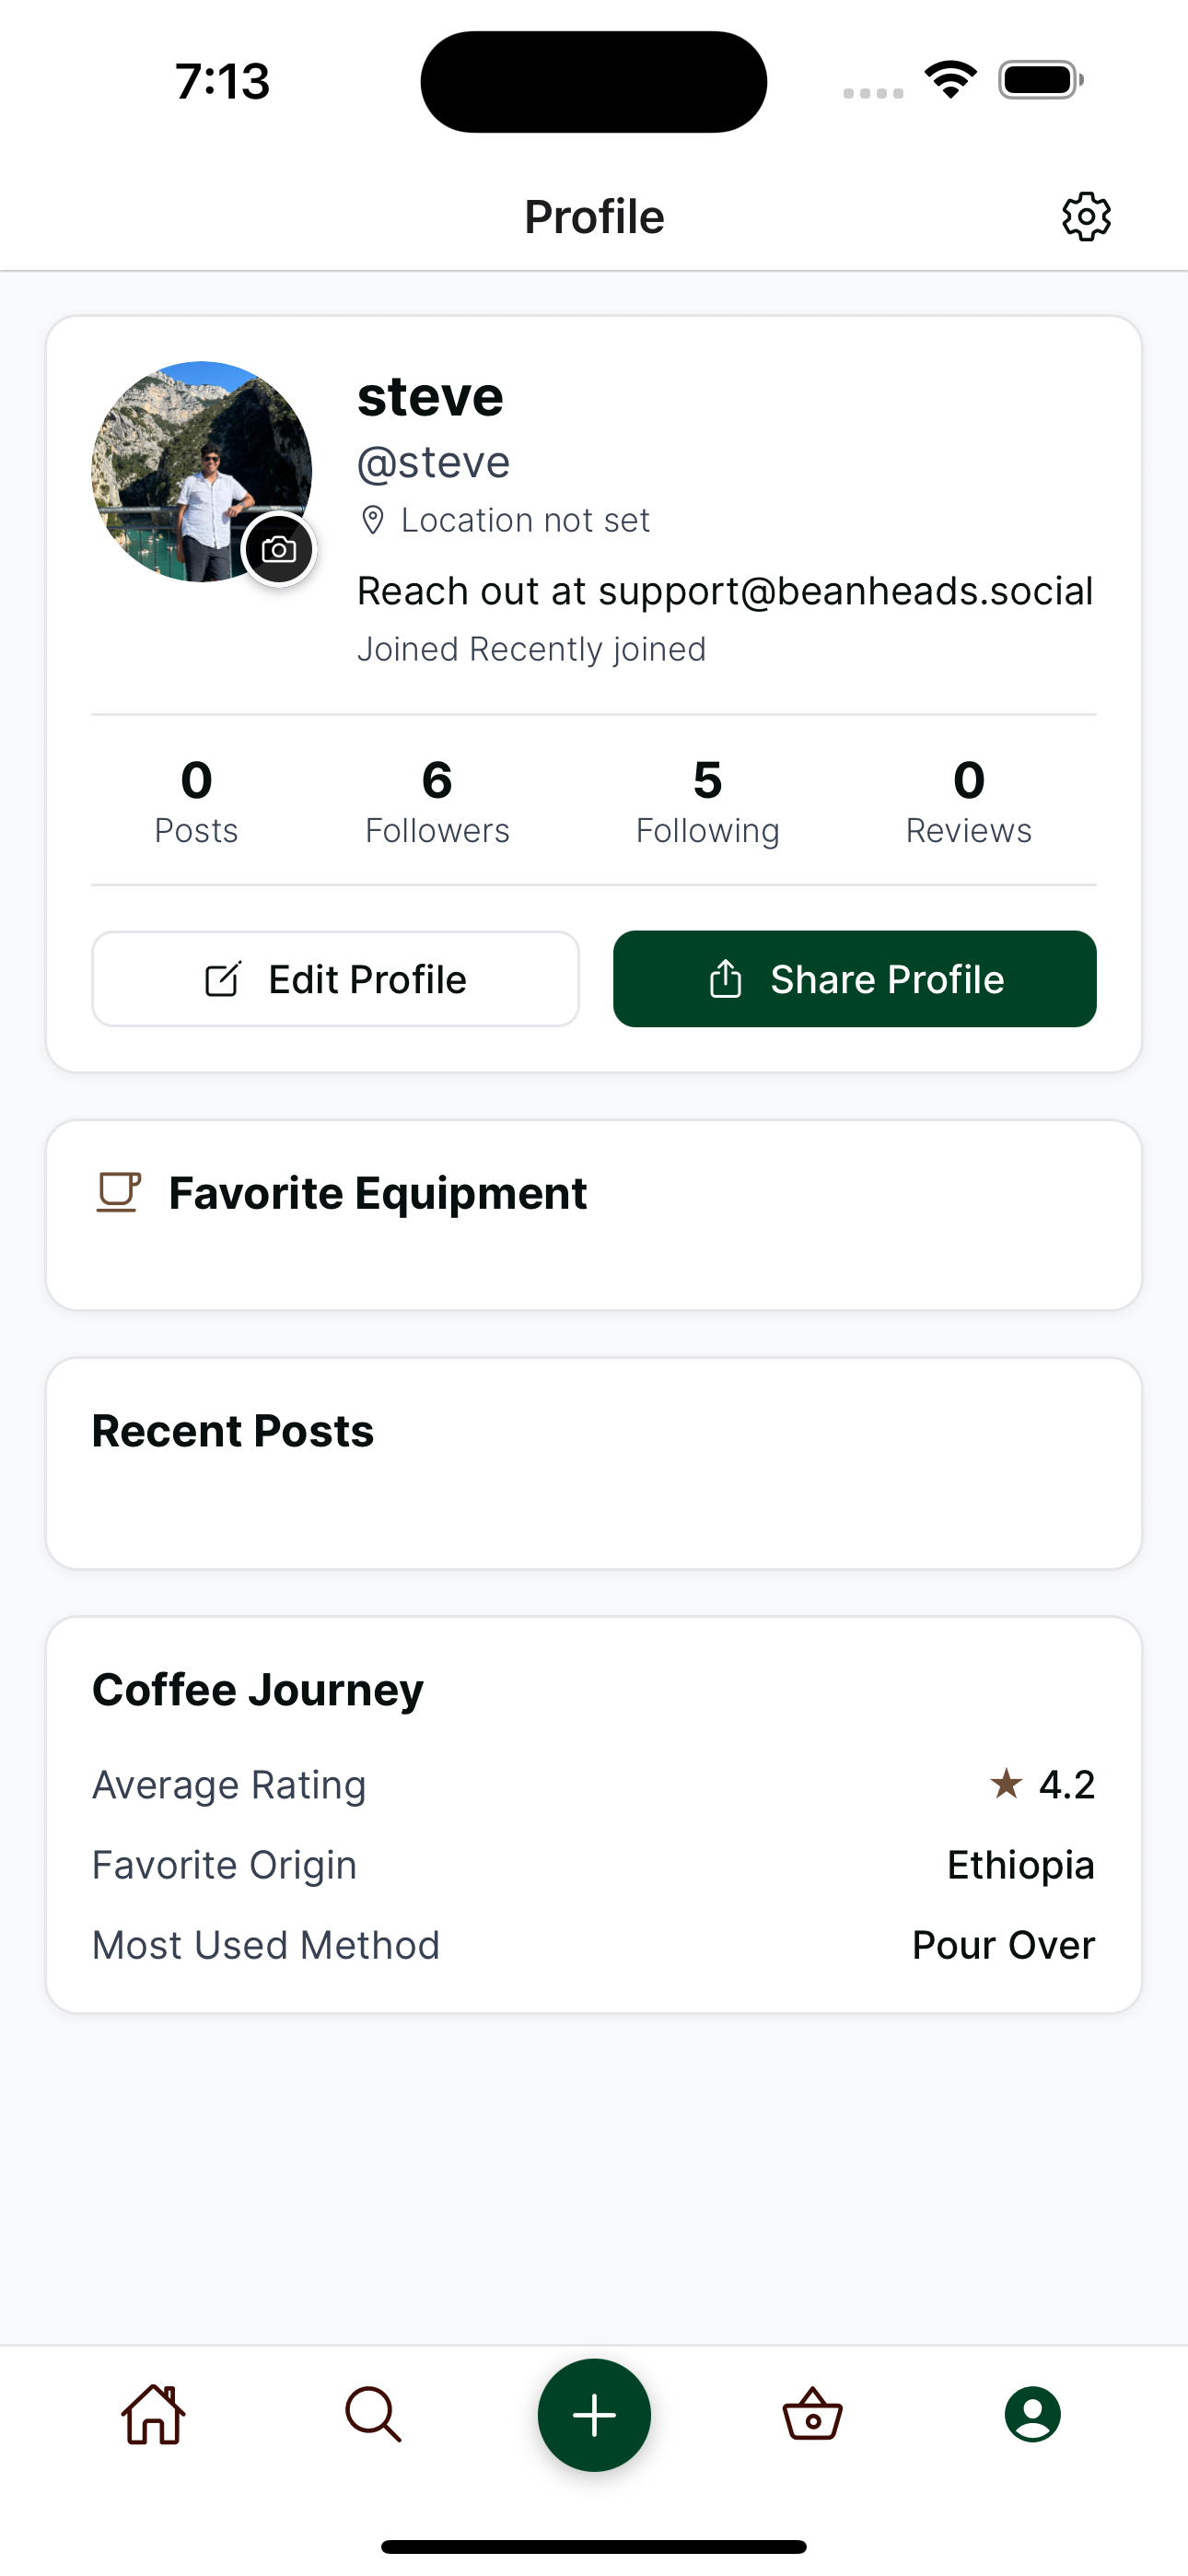 7:13
Profile
steve
@steve
Location not set
Reach out at support@beanheads.social
Joined Recently joined
0 6 5 0
Posts Followers Following Reviews
Edit Profile Share Profile
Favorite Equipment
Recent Posts
Coffee Journey
Average Rating ★ 4.2
Favorite Origin Ethiopia
Most Used Method Pour Over